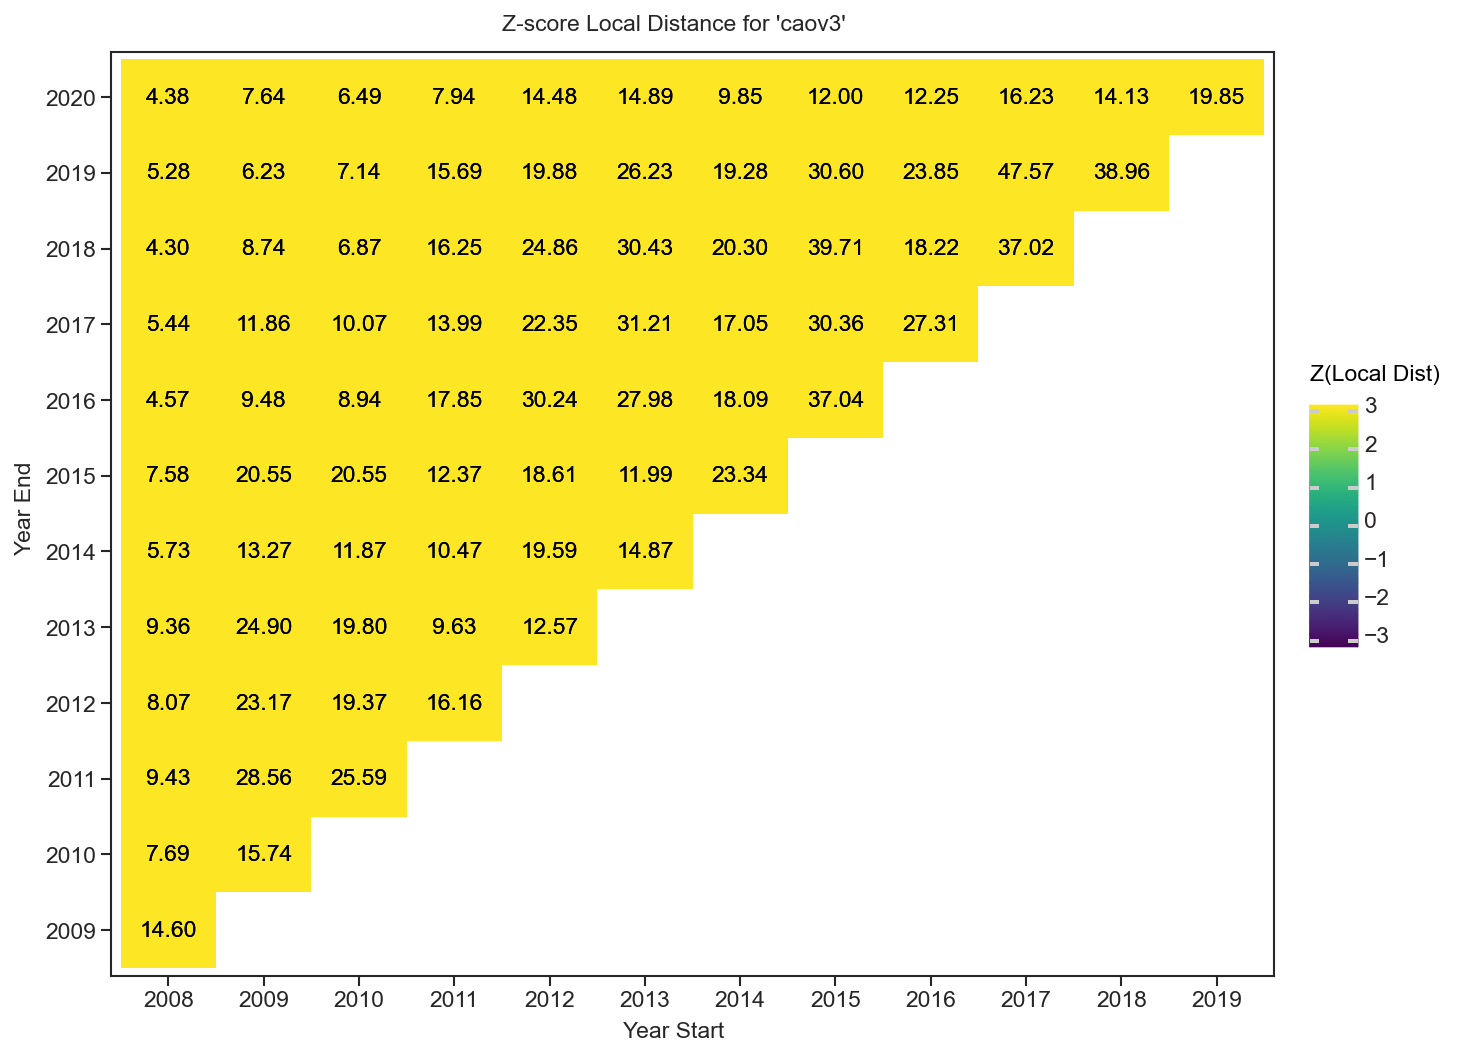 Z-score Local Distance for 'caov3'
2020 4.38 7.64 6.49 7.94 14.48 14.89 9.85 12.00 12.25 16.23 14.13 19.85
2019 5.28 6.23 7.14 15.69 19.88 26.23 19.28 30.60 23.85 47.57 38.96
2018 4.30 8.74 6.87 16.25 24.86 30.43 20.30 39.71 18.22 37.02
2017 5.44 11.86 10.07 13.99 22.35 31.21 17.05 30.36 27.31
2016 4.57 9.48 8.94 17.85 30.24 27.98 18.09 37.04
2015 7.58 20.55 20.55 12.37 18.61 11.99 23.34
2014 5.73 13.27 11.87 10.47 19.59 14.87
2013 9.36 24.90 19.80 9.63 12.57
2012 8.07 23.17 19.37 16.16
2011 9.43 28.56 25.59
2010 7.69 15.74
2009 14.60
2008 2009 2010 2011 2012 2013 2014 2015 2016 2017 2018 2019
Year Start
Year End
Z(Local Dist)
3
2
1
0
−1
−2
−3